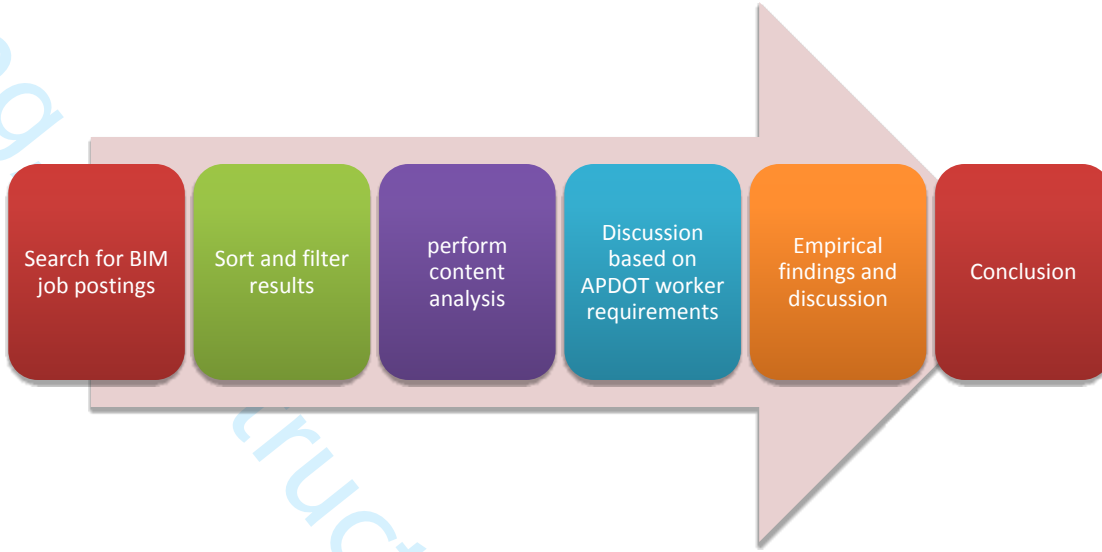 Search for BIM
job postings
Sort and filter
results
perform
content
analysis
Discussion
based on
APDOT worker
requirements
Empirical
findings and
discussion
Conclusion